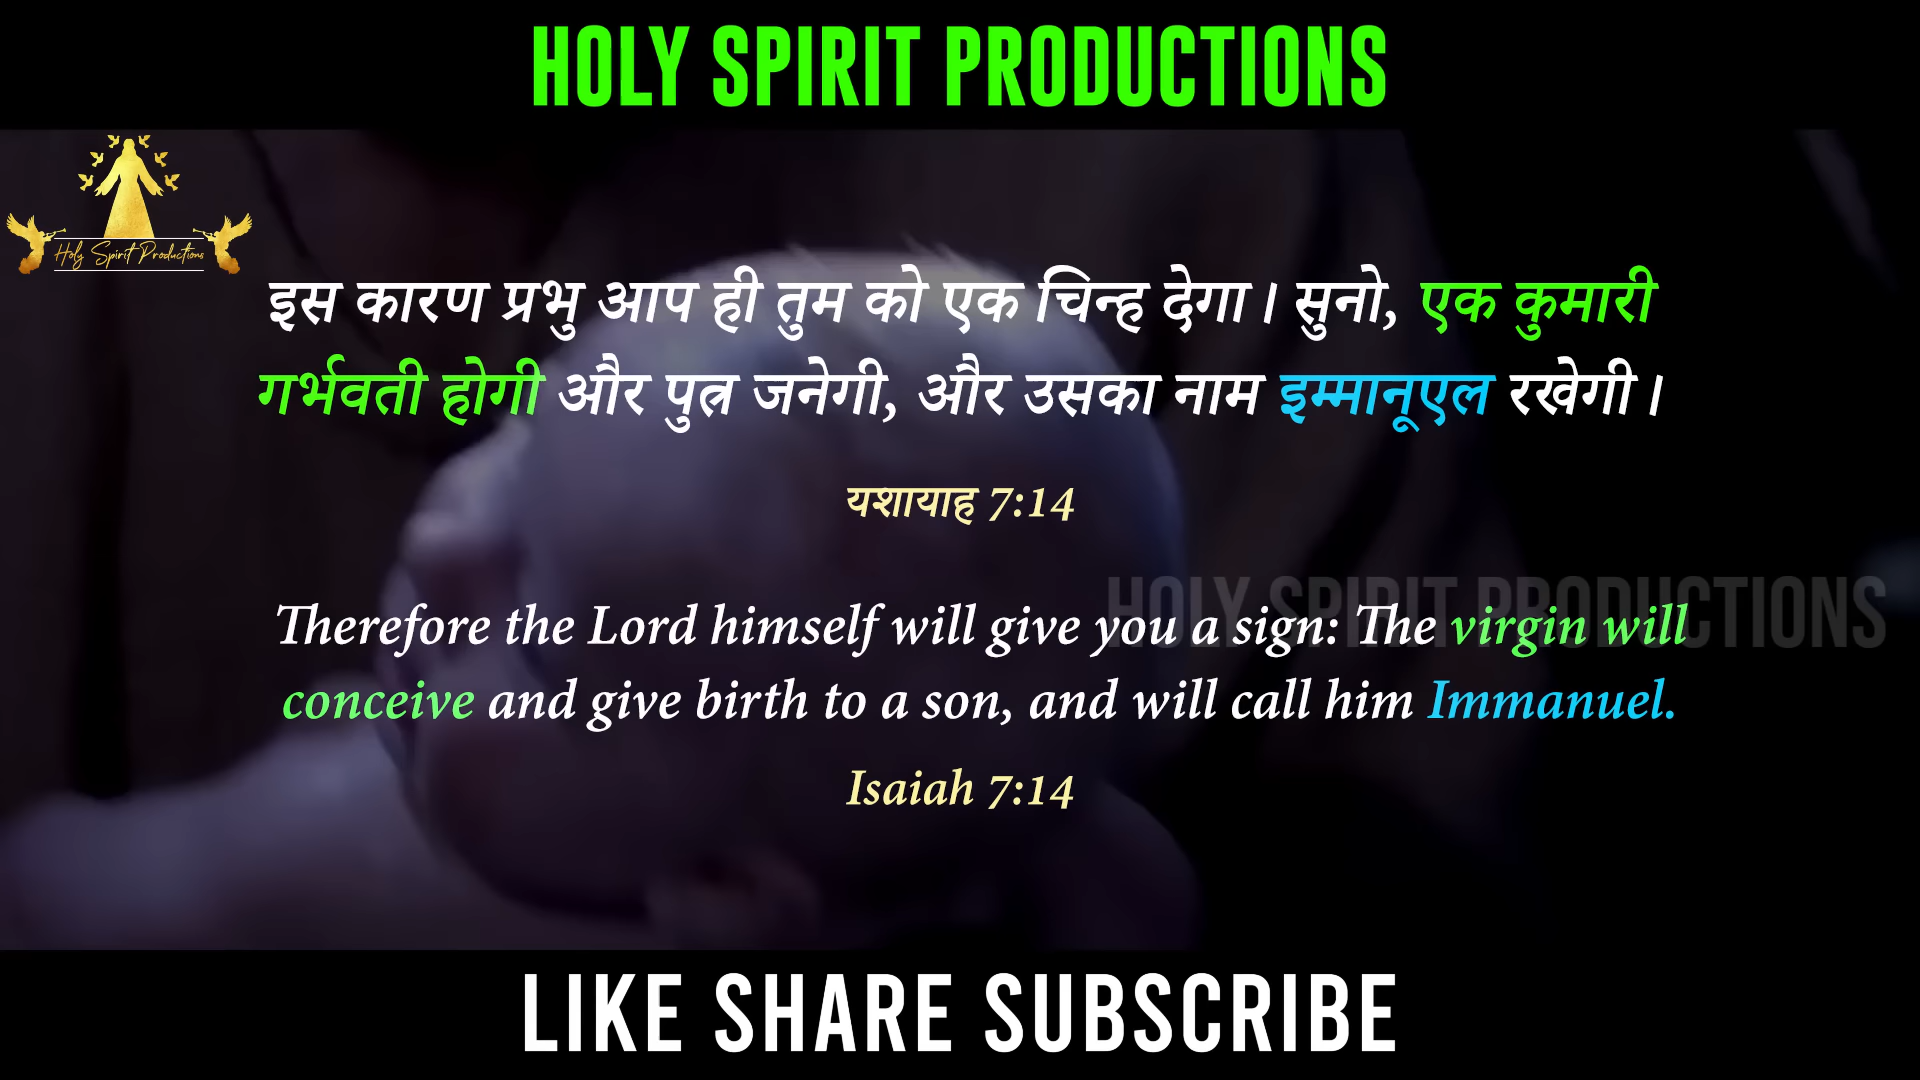 HOLY SPIRIT PRODUCTIONS
Holy Spirit Productions
इस कारण प्रभु आप ही तुम को एक चिन्ह देगा। सुनो, एक कुमारी
गर्भवती होगी और पुत्र जनेगी, और उसका नाम इम्मानूएल रखेगी।
यशायाह 7:14
HOLY SPIRIT PRODUCTIONS
Therefore the Lord himself will give you a sign: The virgin will
conceive and give birth to a son, and will call him Immanuel.
Isaiah 7:14
LIKE SHARE SUBSCRIBE